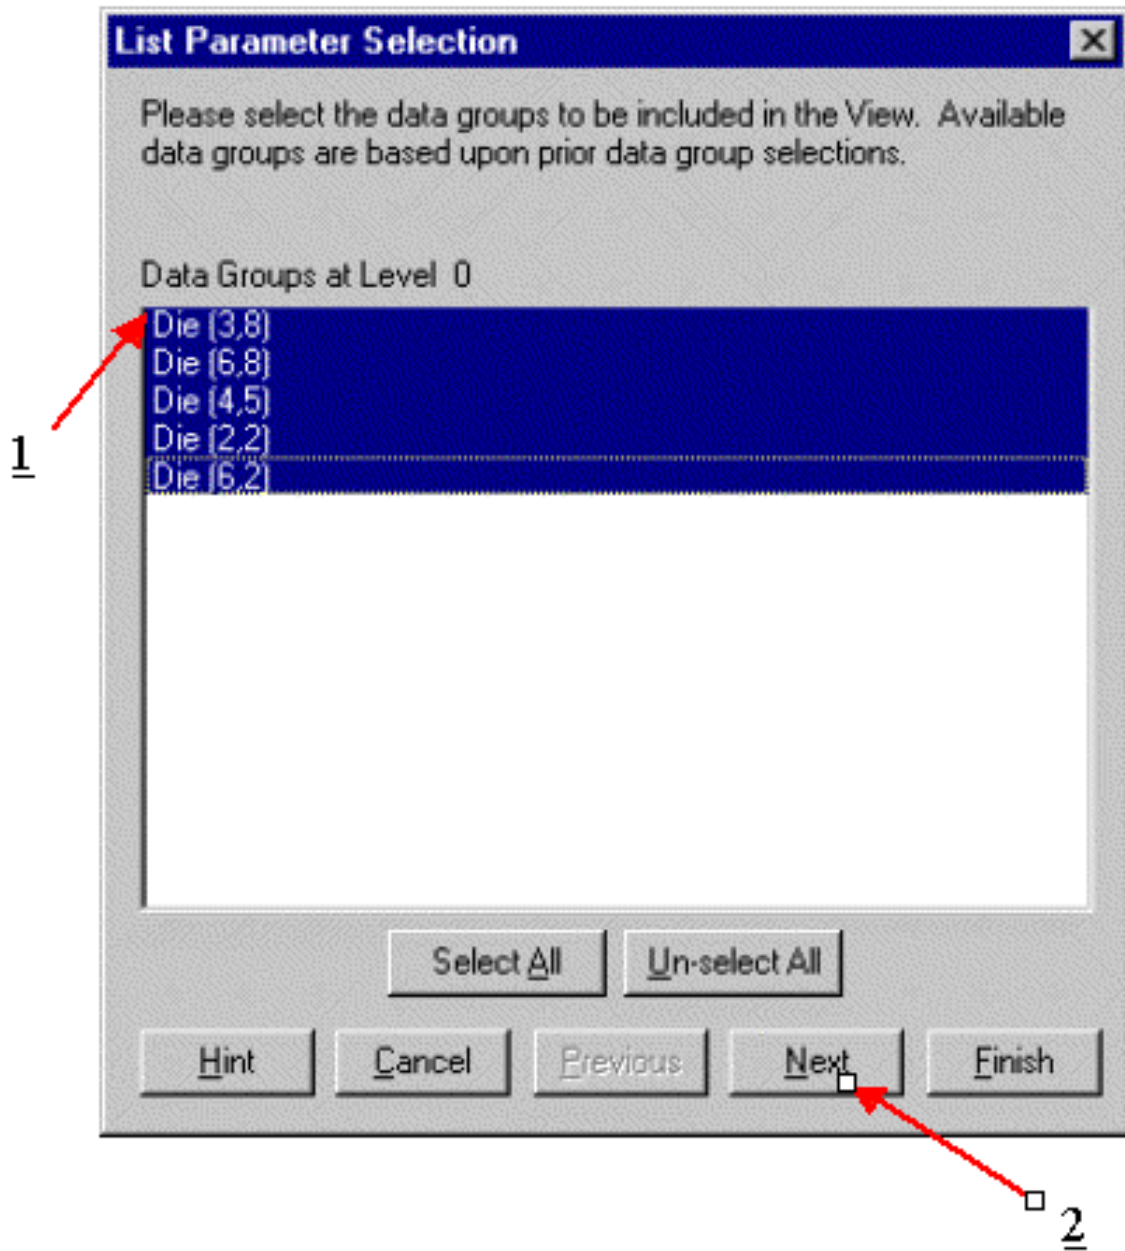 List Parameter Selection
Please select the data groups to be included in the View.  Available
data groups are based upon prior data group selections.
Data Groups at Level  0
Die (3,8)
Die (6,8)
Die (4,5)
Die (2,2)
Die (6,2)
1
Select All
Un-select All
Hint
Cancel
Previous
Next
Finish
2